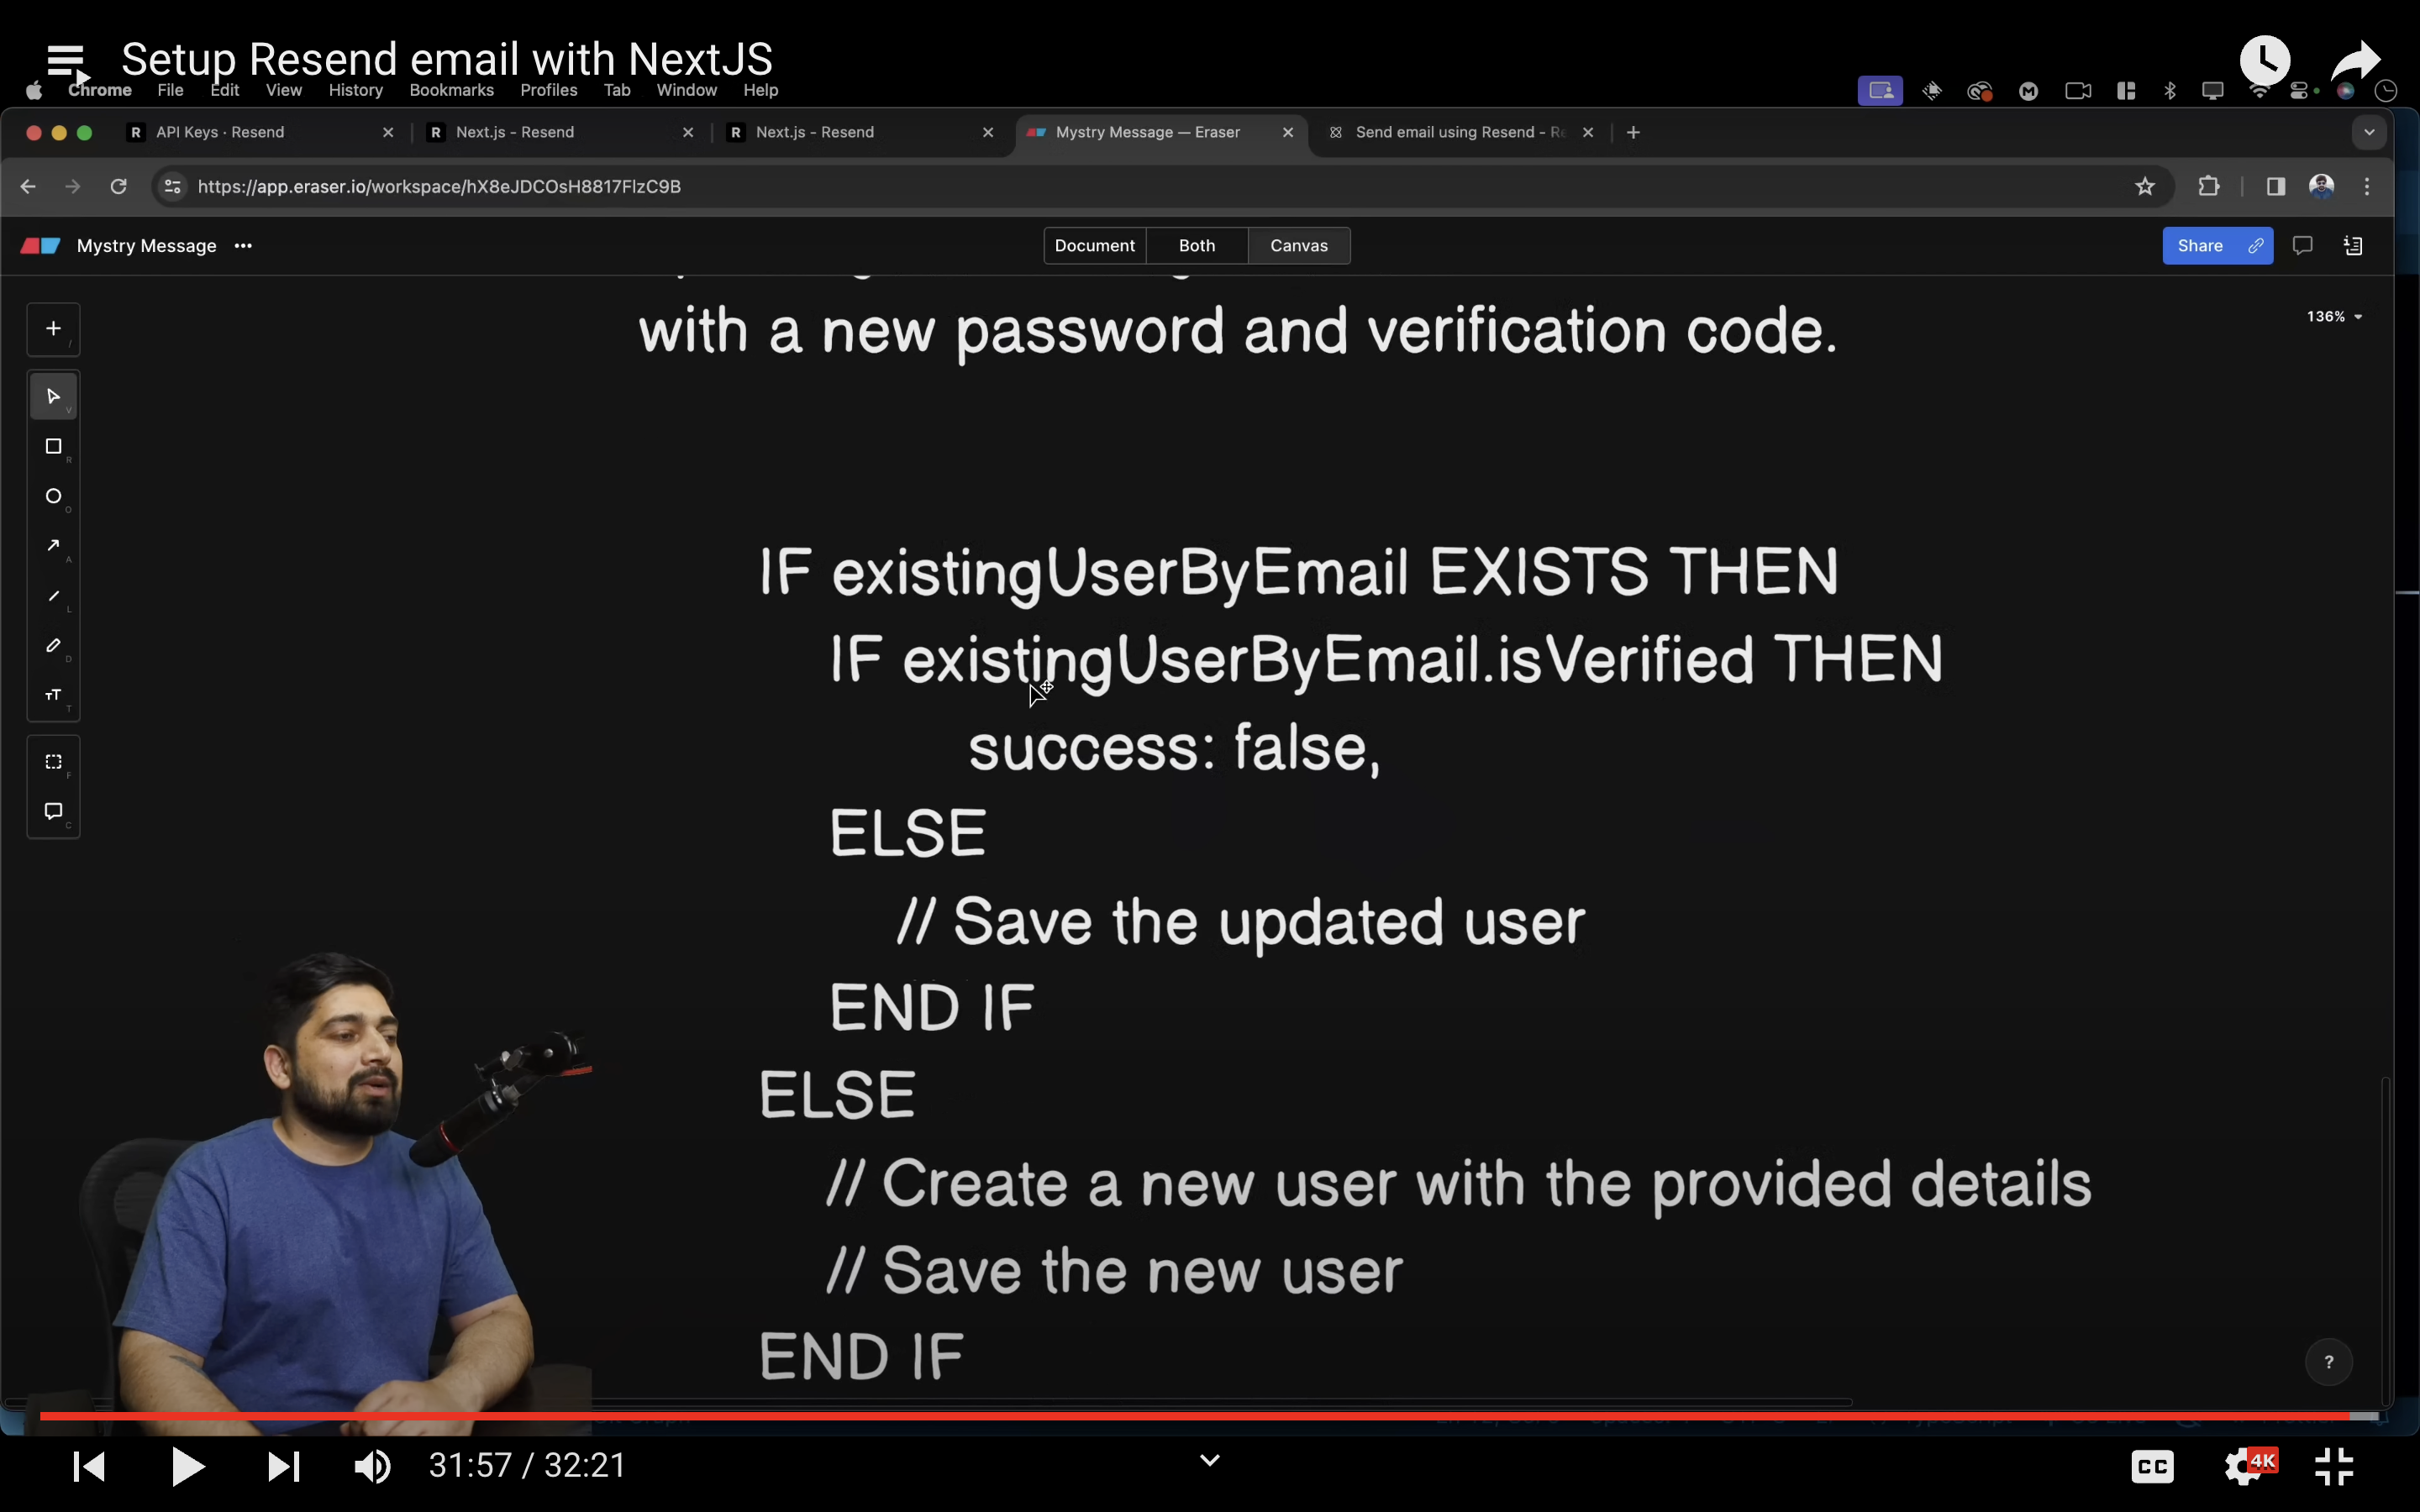 Setup Resend email with NextJS
Chrome File Edit View History Bookmarks Profiles Tab Window Help
API Keys · Resend
Next.js - Resend
Next.js - Resend
Mystry Message — Eraser
Send email using Resend - Re
https://app.eraser.io/workspace/hX8eJDCOsH8817FlzC9B
Mystry Message
Document Both Canvas
Share
136%
with a new password and verification code.
IF existingUserByEmail EXISTS THEN
IF existingUserByEmail.isVerified THEN
success: false,
ELSE
// Save the updated user
END IF
ELSE
// Create a new user with the provided details
// Save the new user
END IF
?
31:57 / 32:21
CC
4K